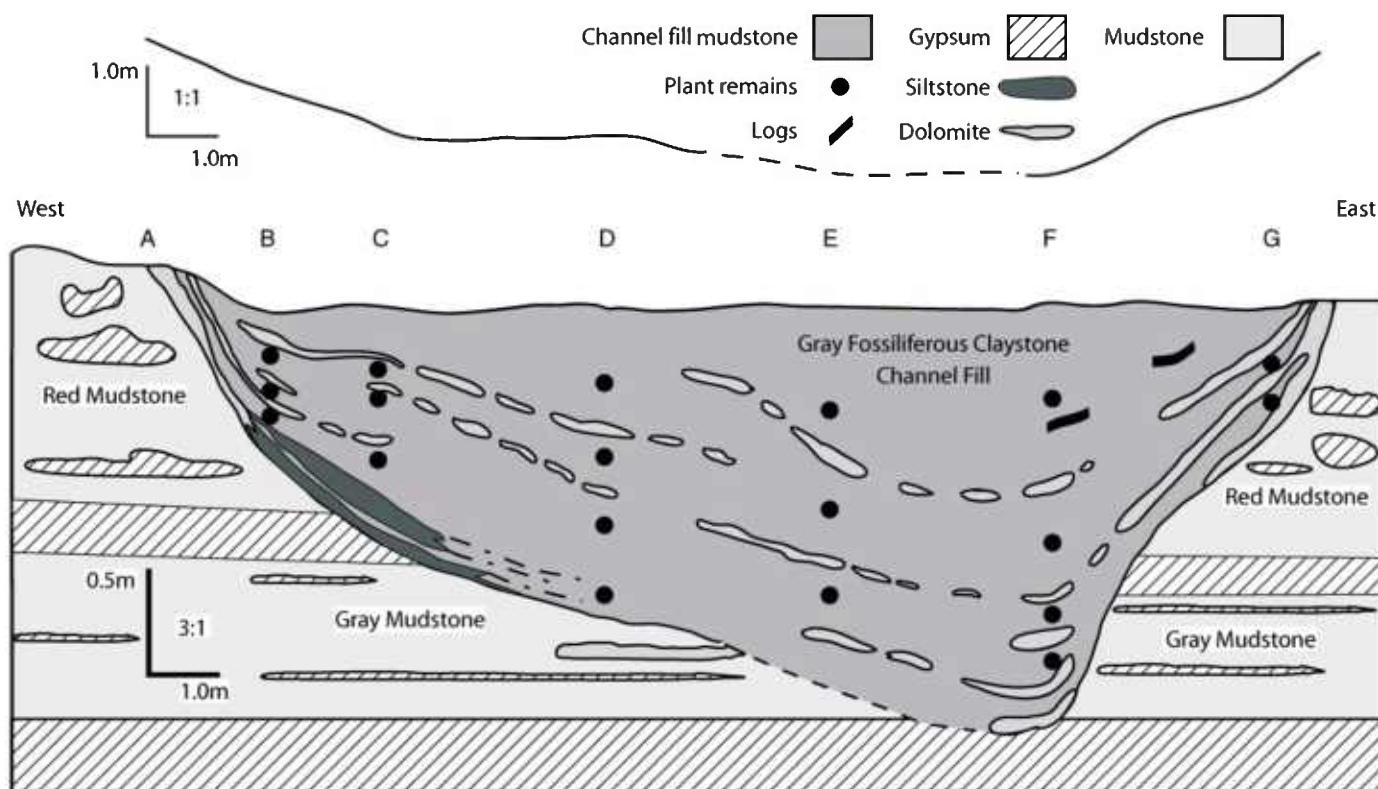 Channel fill mudstone Gypsum Mudstone
1.0m
1:1
Plant remains Siltstone
Logs Dolomite
1.0m
West East
A B C D E F G
Gray Fossiliferous Claystone
Channel Fill
Red Mudstone
Red Mudstone
0.5m
3:1
Gray Mudstone
Gray Mudstone
1.0m